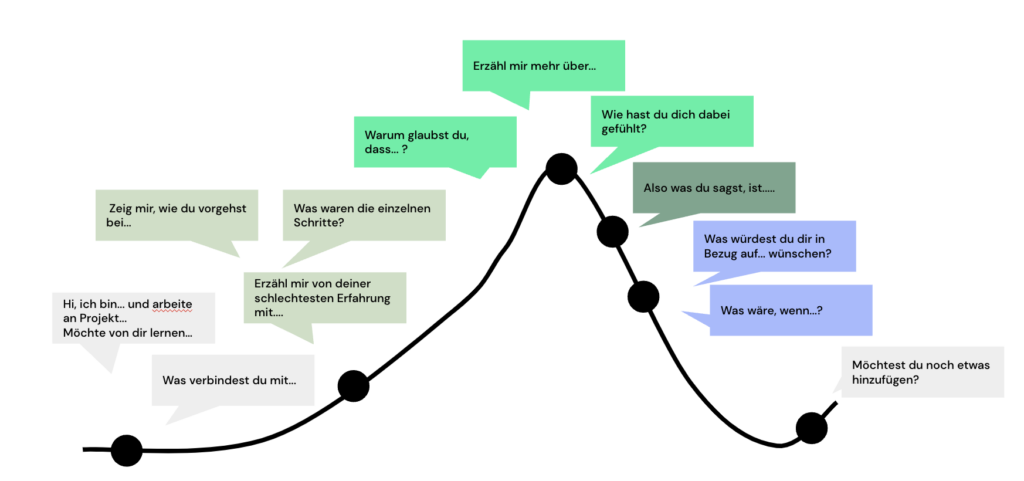 Erzähl mir mehr über...
Wie hast du dich dabei
gefühlt?
Warum glaubst du,
dass... ?
Also was du sagst, ist.....
Zeig mir, wie du vorgehst
bei...
Was waren die einzelnen
Schritte?
Was würdest du dir in
Bezug auf... wünschen?
Erzähl mir von deiner
schlechtesten Erfahrung
mit....
Hi, ich bin... und arbeite
an Projekt...
Möchte von dir lernen...
Was wäre, wenn...?
Was verbindest du mit...
Möchtest du noch etwas
hinzufügen?